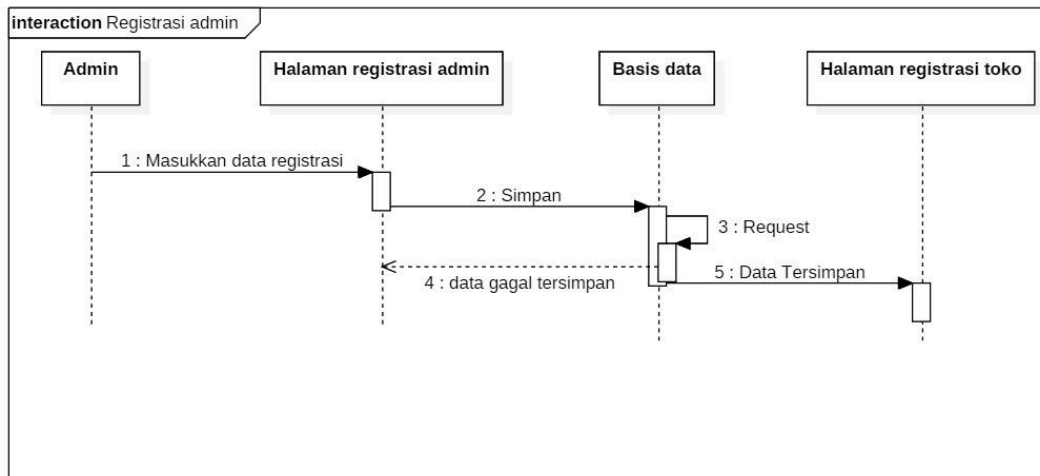 interaction Registrasi admin
Admin
Halaman registrasi admin
Basis data
Halaman registrasi toko
1 : Masukkan data registrasi
2 : Simpan
3 : Request
4 : data gagal tersimpan
5 : Data Tersimpan